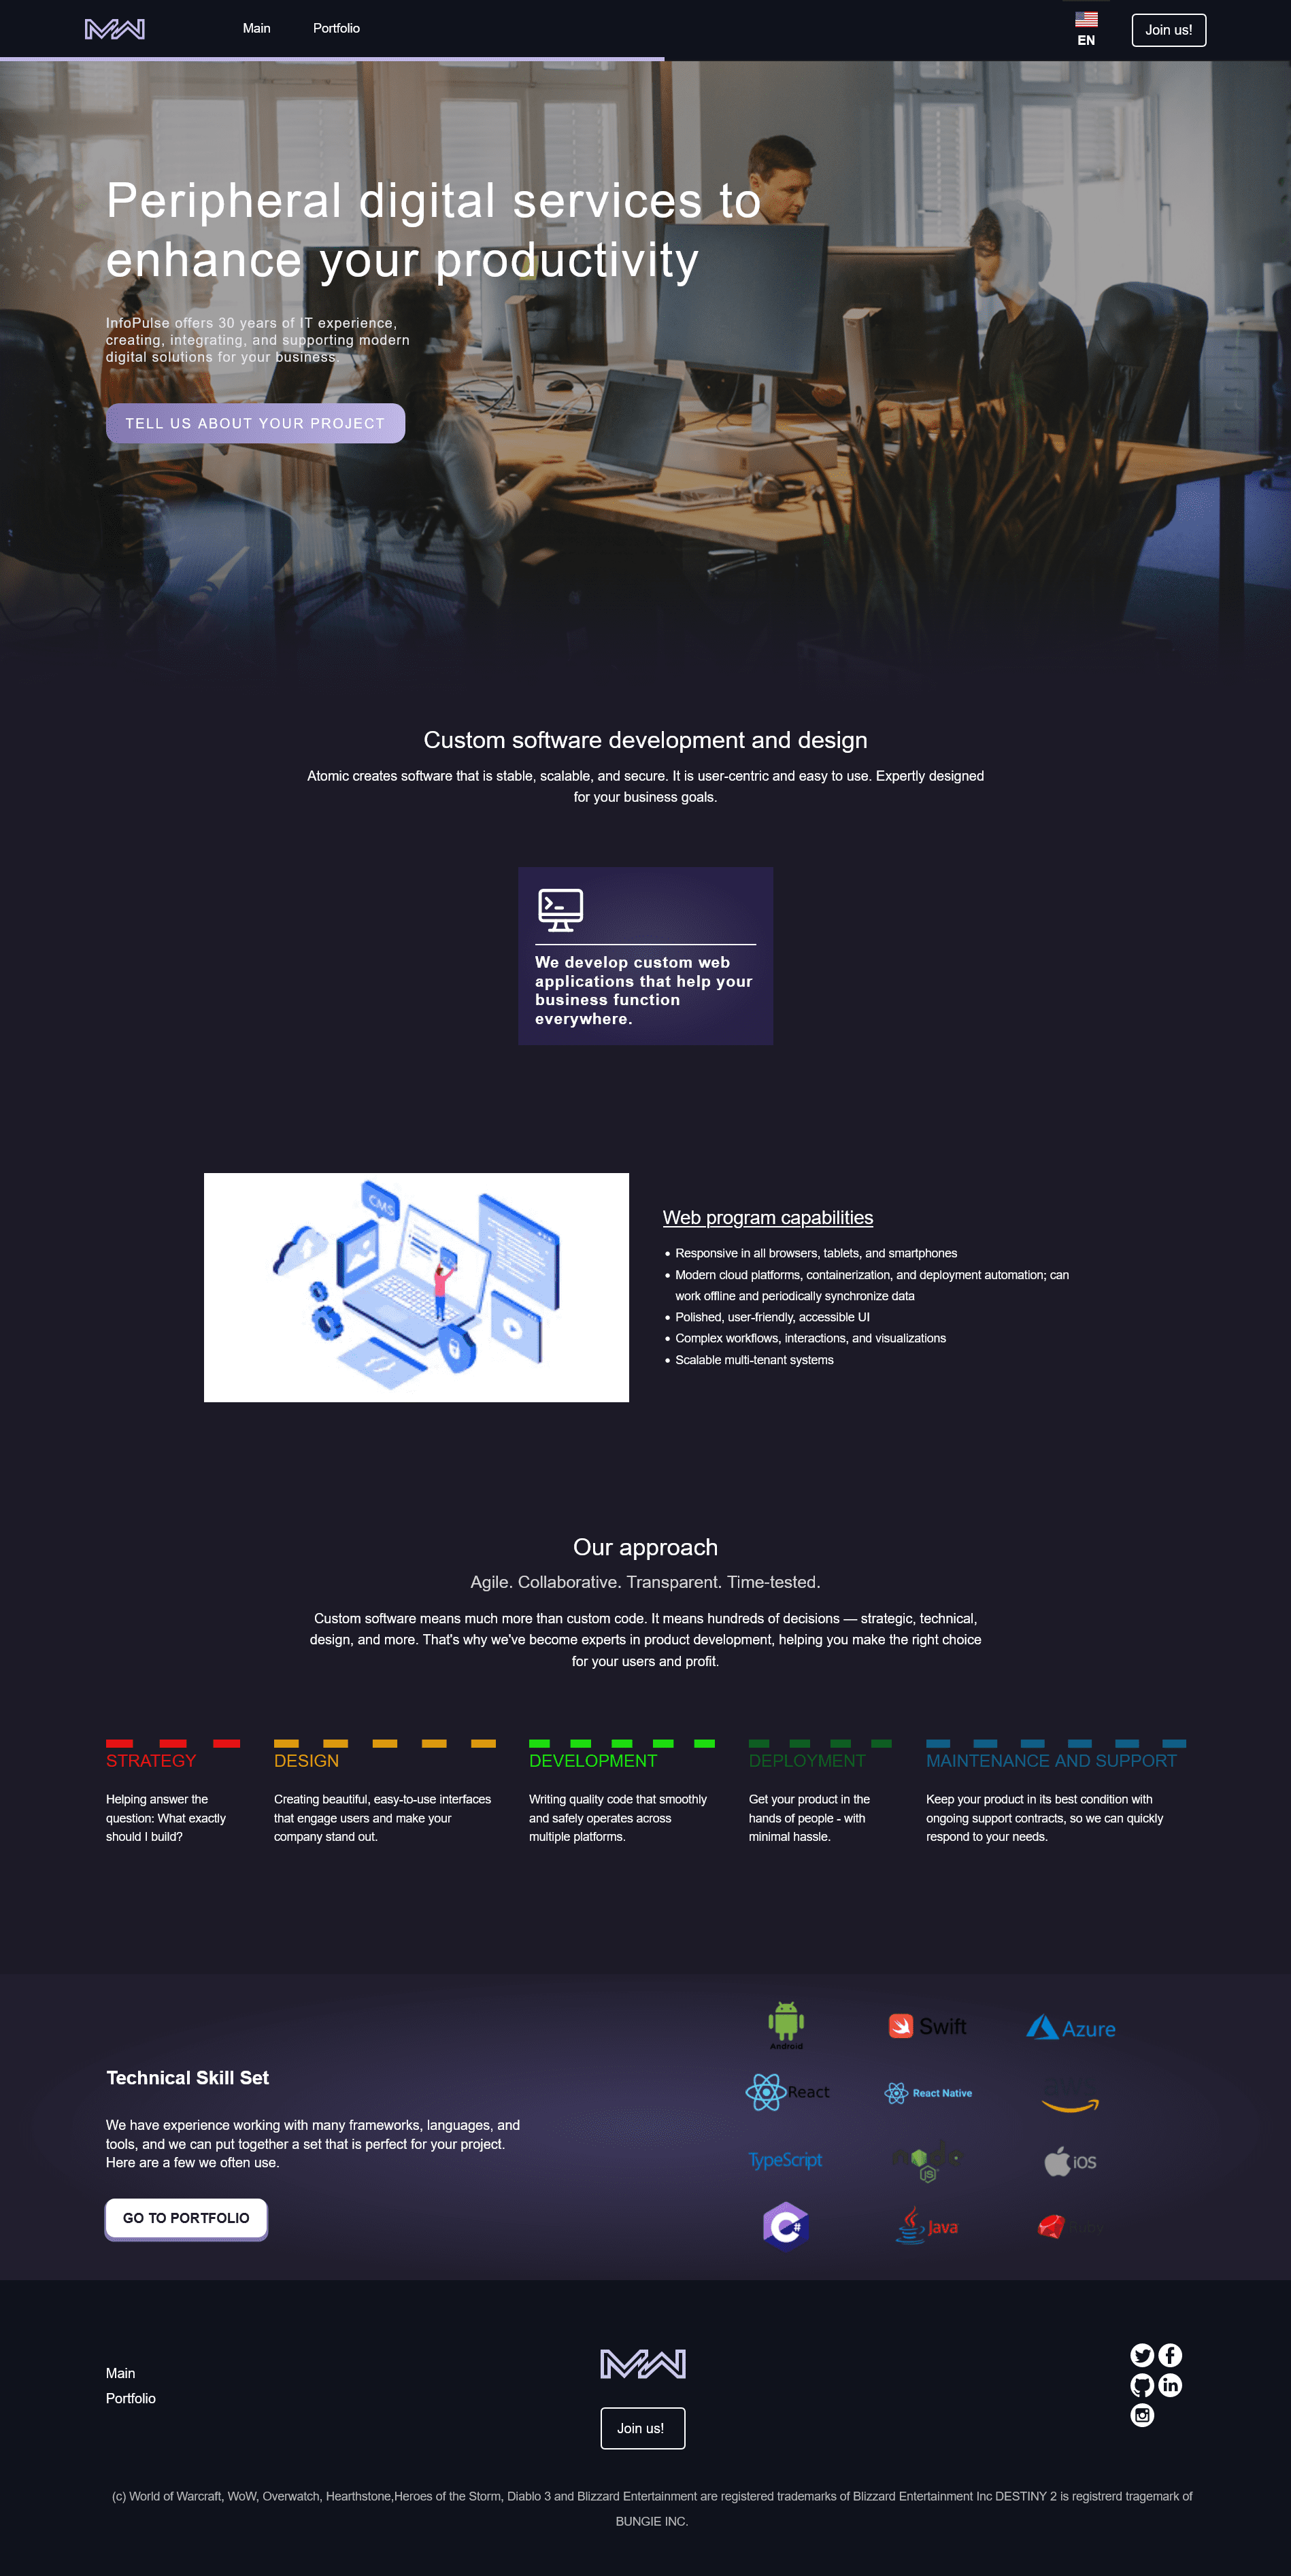 MW
Main
Portfolio
EN
Join us!
Peripheral digital services to
enhance your productivity
InfoPulse offers 30 years of IT experience,
creating, integrating, and supporting modern
digital solutions for your business.
TELL US ABOUT YOUR PROJECT
Custom software development and design
Atomic creates software that is stable, scalable, and secure. It is user-centric and easy to use. Expertly designed
for your business goals.
We develop custom web
applications that help your
business function
everywhere.
CMS
Web program capabilities
Responsive in all browsers, tablets, and smartphones
Modern cloud platforms, containerization, and deployment automation; can
work offline and periodically synchronize data
Polished, user-friendly, accessible UI
Complex workflows, interactions, and visualizations
Scalable multi-tenant systems
Our approach
Agile. Collaborative. Transparent. Time-tested.
Custom software means much more than custom code. It means hundreds of decisions — strategic, technical,
design, and more. That's why we've become experts in product development, helping you make the right choice
for your users and profit.
STRATEGY
Helping answer the
question: What exactly
should I build?
DESIGN
Creating beautiful, easy-to-use interfaces
that engage users and make your
company stand out.
DEVELOPMENT
Writing quality code that smoothly
and safely operates across
multiple platforms.
DEPLOYMENT
Get your product in the
hands of people - with
minimal hassle.
MAINTENANCE AND SUPPORT
Keep your product in its best condition with
ongoing support contracts, so we can quickly
respond to your needs.
Technical Skill Set
We have experience working with many frameworks, languages, and
tools, and we can put together a set that is perfect for your project.
Here are a few we often use.
GO TO PORTFOLIO
Android
Swift
Azure
React
React Native
TypeScript
node
JS
iOS
C#
Java
Main
Portfolio
MW
Join us!
f
in
(c) World of Warcraft, WoW, Overwatch, Hearthstone,Heroes of the Storm, Diablo 3 and Blizzard Entertainment are registered trademarks of Blizzard Entertainment Inc DESTINY 2 is registrerd tragemark of
BUNGIE INC.